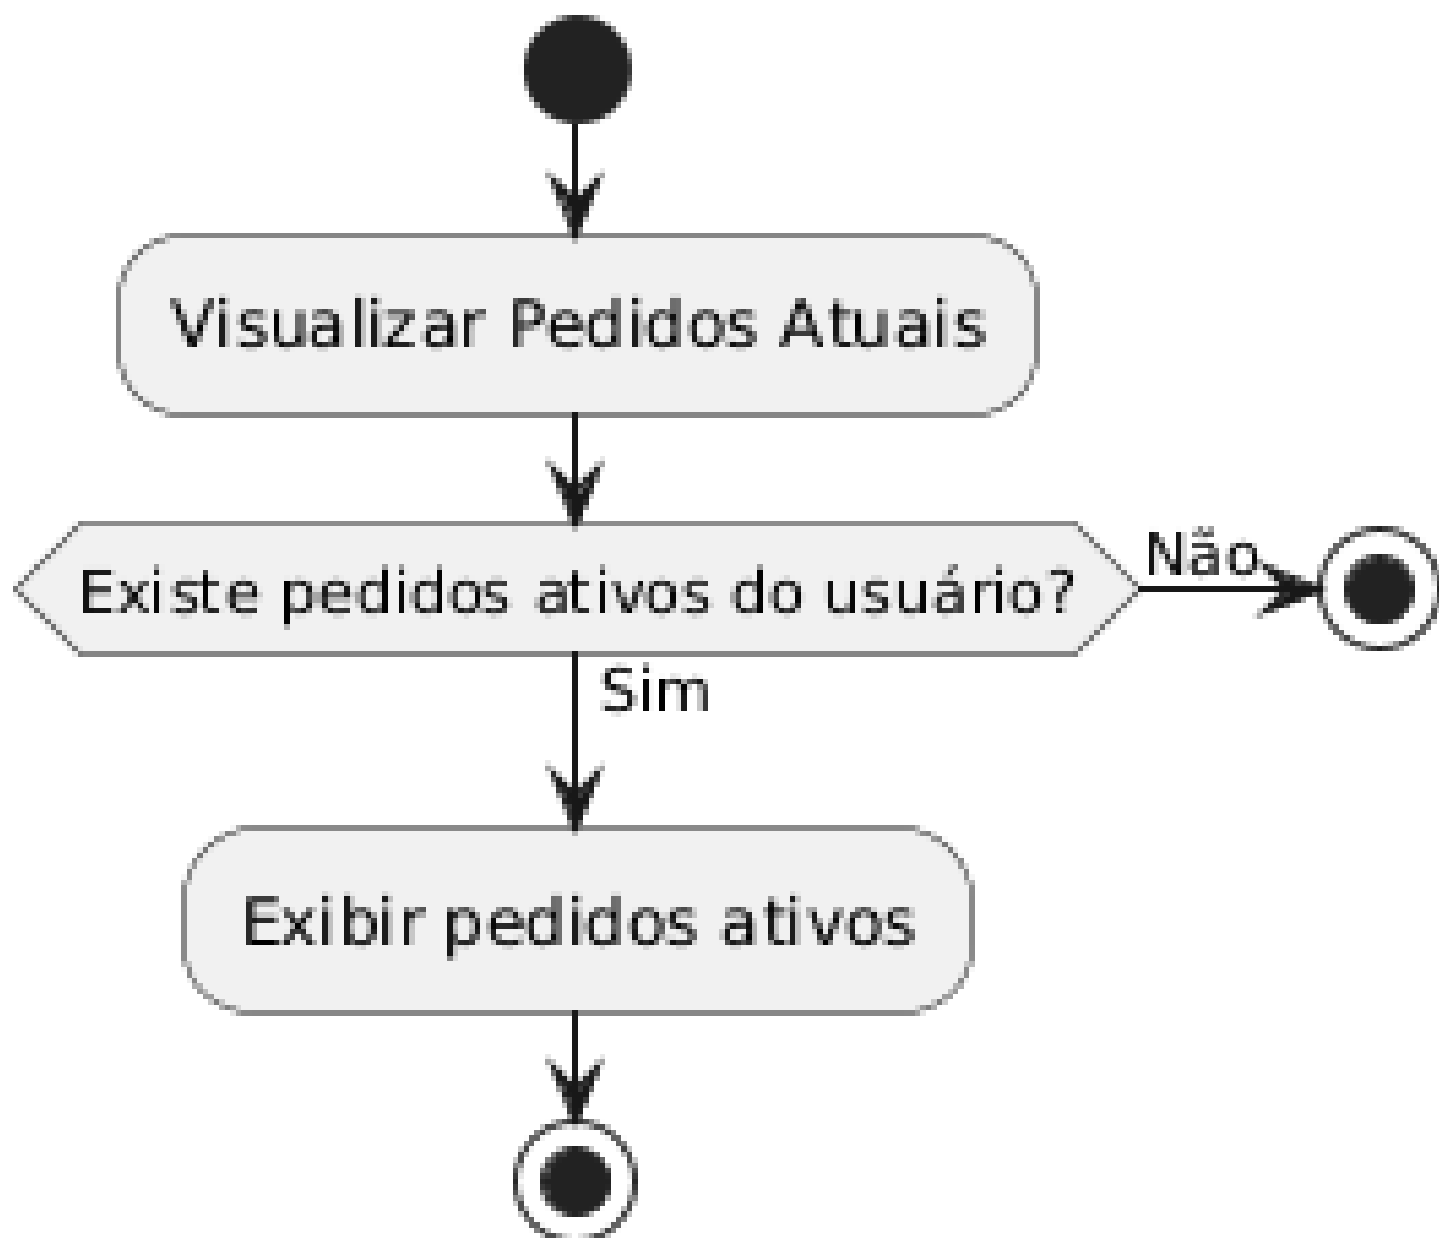 Visualizar Pedidos Atuais
Existe pedidos ativos do usuário?
Não
Sim
Exibir pedidos ativos